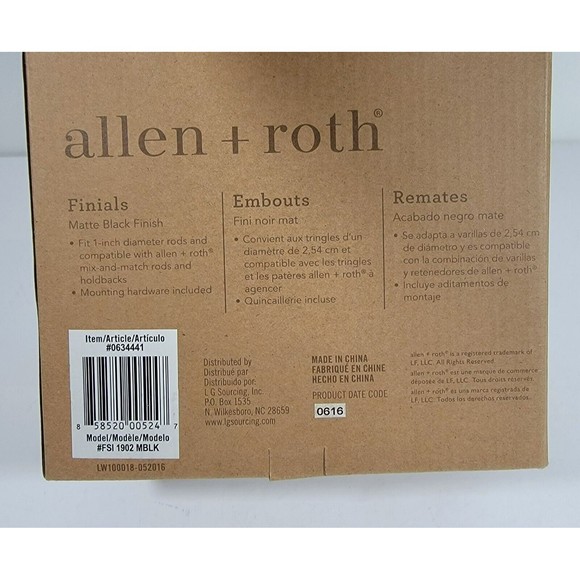 allen + roth®
Finials
Matte Black Finish
• Fit 1-inch diameter rods and
compatible with allen + roth®
mix-and-match rods and
holdbacks
• Mounting hardware included
Embouts
Fini noir mat
• Convient aux tringles d'un
diamètre de 2,54 cm et
compatible avec les tringles
et les patères allen + roth® à
agencer
• Quincaillerie incluse
Remates
Acabado negro mate
• Se adapta a varillas de 2,54 cm
de diámetro y es compatible
con la combinación de varillas
y retenedores de allen + roth®
• Incluye aditamentos de
montaje
Item/Article/Artículo
#0634441
8 58520 00524 7
Model/Modèle/Modelo
#FSI 1902 MBLK
LW100018-052016
Distributed by
Distribué par
Distribuido por:
L G Sourcing, Inc.
P.O. Box 1535
N. Wilkesboro, NC 28659
www.lgsourcing.com
MADE IN CHINA
FABRIQUÉ EN CHINE
HECHO EN CHINA
PRODUCT DATE CODE
0616
allen + roth® is a registered trademark of
LF, LLC. All Rights Reserved.
allen + roth® est une marque de commerce
déposée de LF, LLC. Tous droits réservés.
allen + roth® es una marca registrada de
LF, LLC. Todos los derechos reservados.